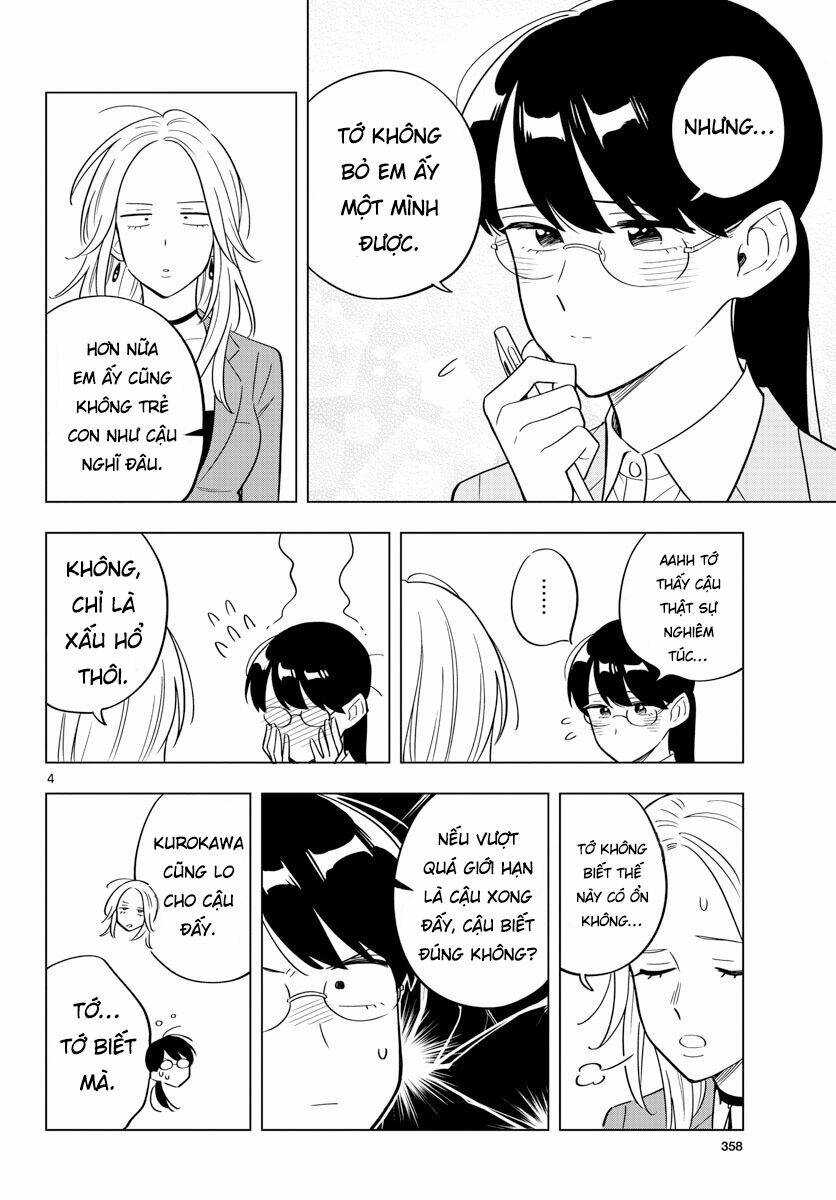 NHƯNG...
TỚ KHÔNG
BỎ EM ẤY
MỘT MÌNH
ĐƯỢC.
HƠN NỮA
EM ẤY CŨNG
KHÔNG TRẺ
CON NHƯ CẬU
NGHĨ ĐÂU.
AAHH TỚ
THẤY CẬU
THẬT SỰ
NGHIÊM
TÚC...
......
KHÔNG,
CHỈ LÀ
XẤU HỔ
THÔI.
4
TỚ KHÔNG
BIẾT THẾ
NÀY CÓ ỔN
KHÔNG...
NẾU VƯỢT
QUÁ GIỚI HẠN
LÀ CẬU XONG
ĐẤY, CẬU BIẾT
ĐÚNG KHÔNG?
KUROKAWA
CŨNG LO
CHO CẬU
ĐẤY.
TỚ...
TỚ BIẾT
MÀ.
358